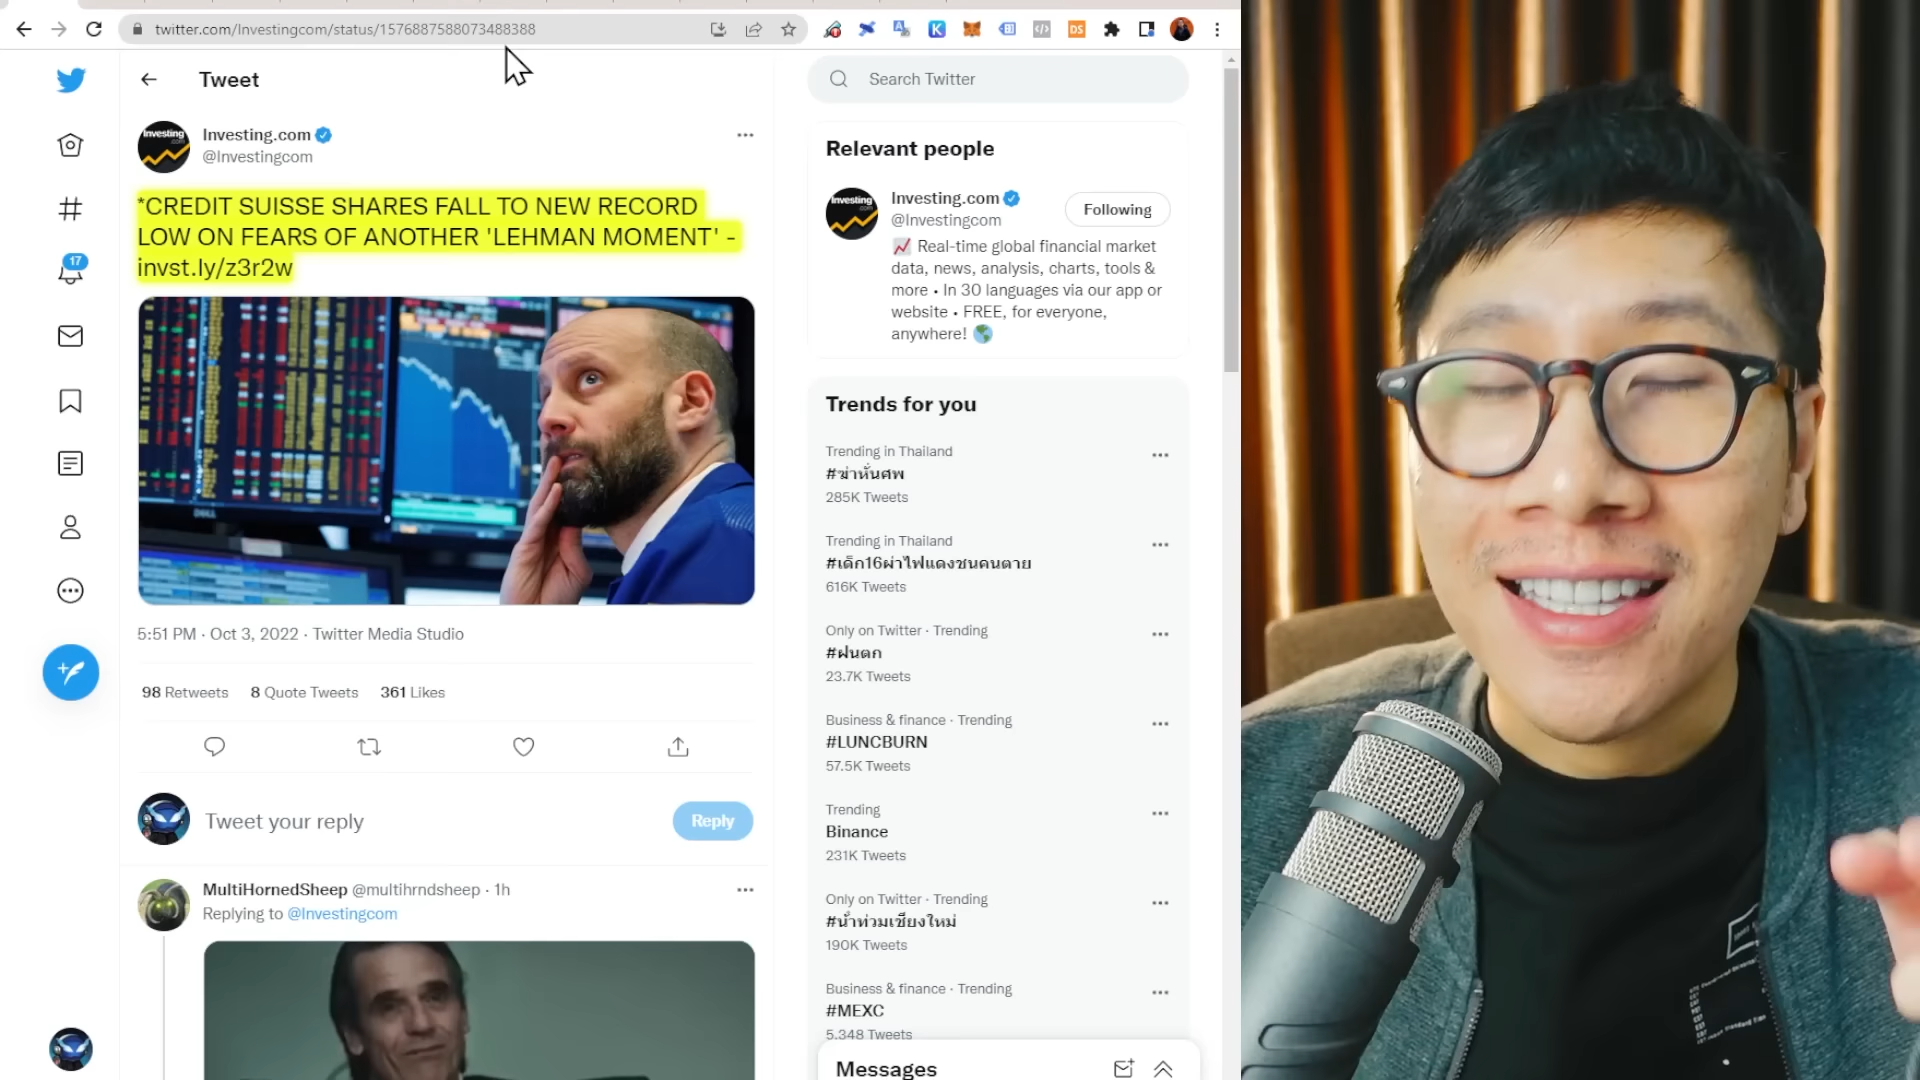 twitter.com/Investingcom/status/1576887588073488388
Tweet
Investing.com
@Investingcom
*CREDIT SUISSE SHARES FALL TO NEW RECORD
LOW ON FEARS OF ANOTHER 'LEHMAN MOMENT' -
invst.ly/z3r2w
5:51 PM · Oct 3, 2022 · Twitter Media Studio
98 Retweets 8 Quote Tweets 361 Likes
Tweet your reply
Reply
MultiHornedSheep @multihrndsheep · 1h
Replying to @Investingcom
17
Search Twitter
Relevant people
Investing.com
@Investingcom
Following
Real-time global financial market
data, news, analysis, charts, tools &
more • In 30 languages via our app or
website • FREE, for everyone,
anywhere!
Trends for you
Trending in Thailand
#ฆ่าหั่นศพ
285K Tweets
Trending in Thailand
#เด็ก16ผ่าไฟแดงชนคนตาย
616K Tweets
Only on Twitter · Trending
#ฝนตก
23.7K Tweets
Business & finance · Trending
#LUNCBURN
57.5K Tweets
Trending
Binance
231K Tweets
Only on Twitter · Trending
#น้ำท่วมเชียงใหม่
190K Tweets
Business & finance · Trending
#MEXC
5,348 Tweets
Messages